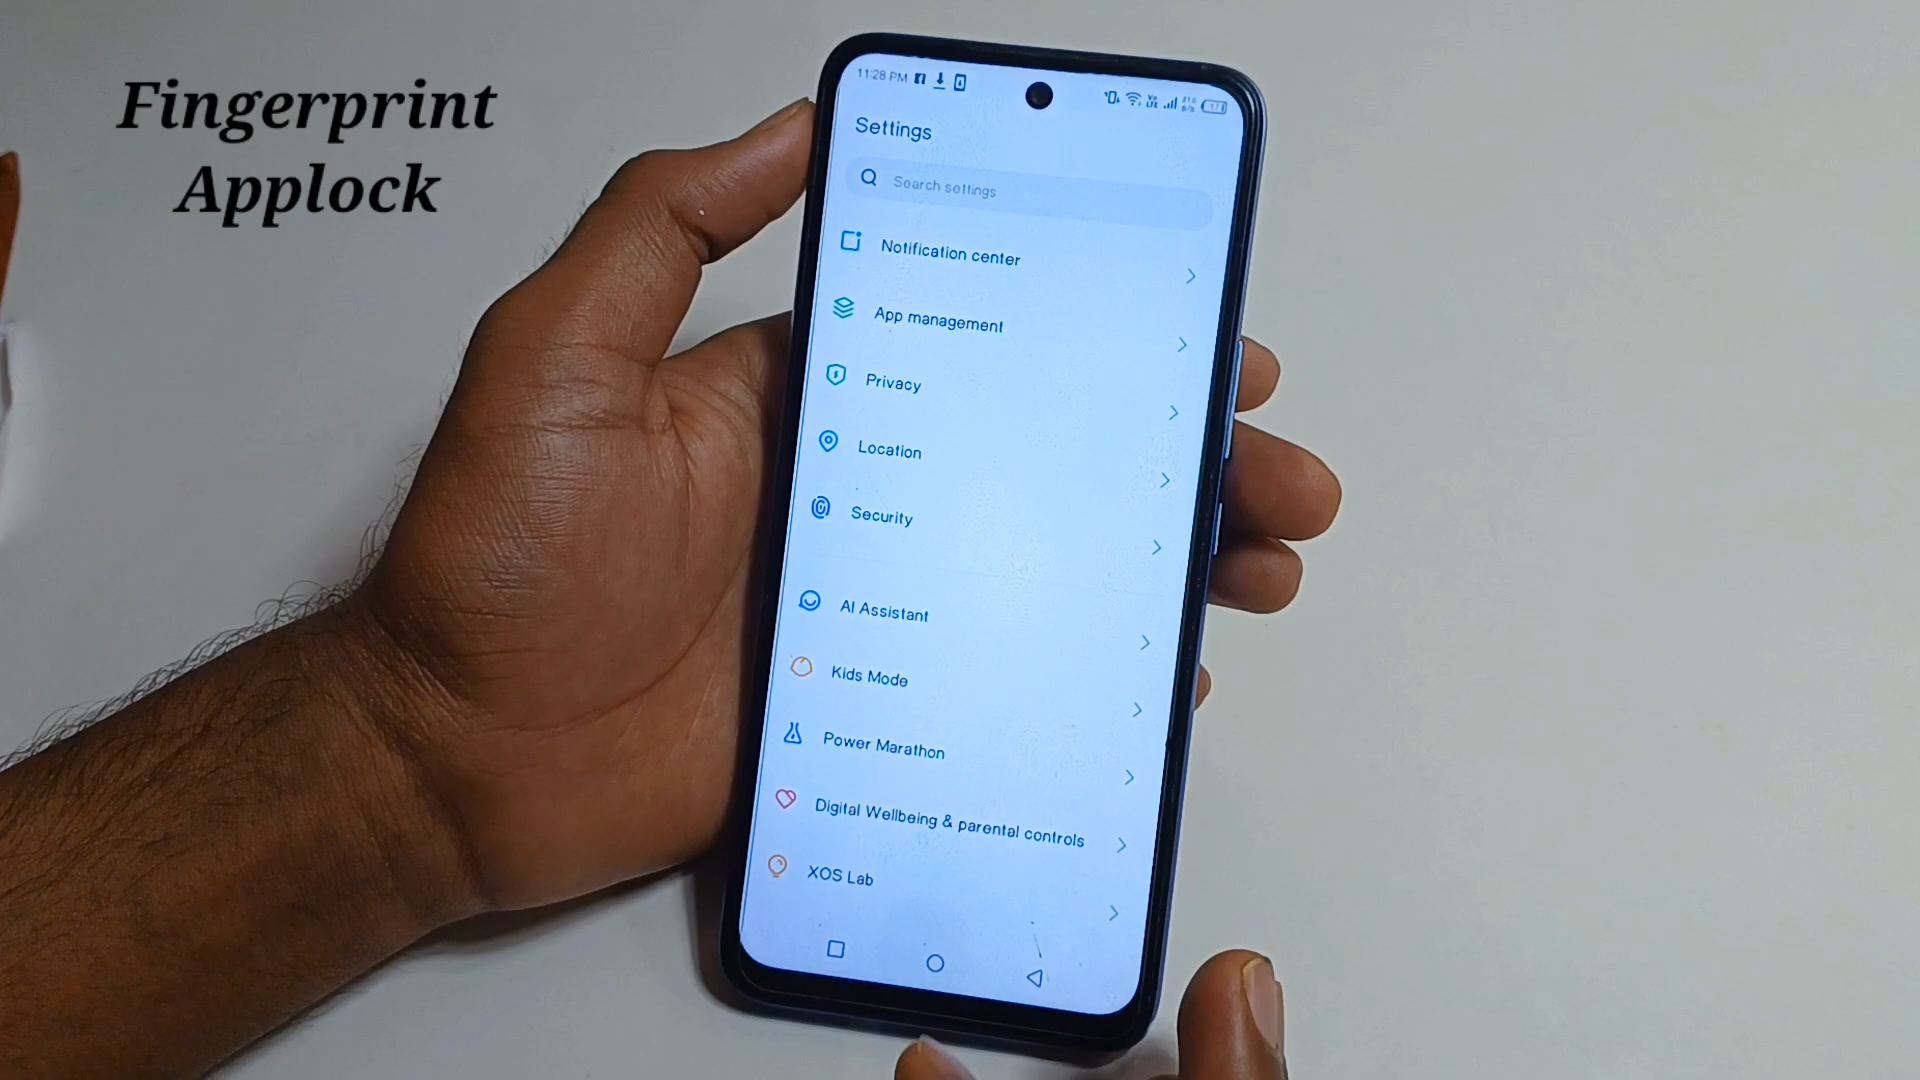 Fingerprint
Applock
11:28 PM
Settings
Search settings
Notification center
App management
Privacy
Location
Security
AI Assistant
Kids Mode
Power Marathon
Digital Wellbeing & parental controls
XOS Lab